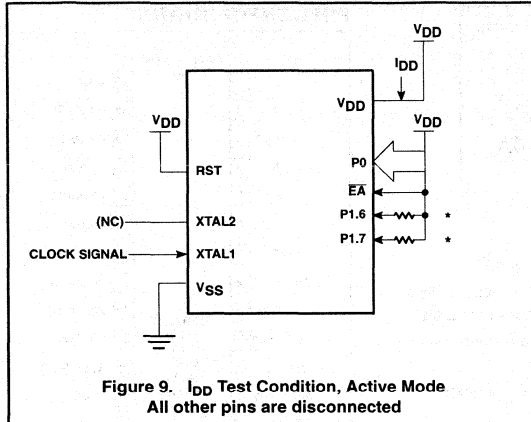 VDD
IDD
VDD
VDD
VDD
RST
P0
EA
(NC)
XTAL2
P1.6
*
CLOCK SIGNAL
XTAL1
P1.7
*
VSS
Figure 9. IDD Test Condition, Active Mode
All other pins are disconnected